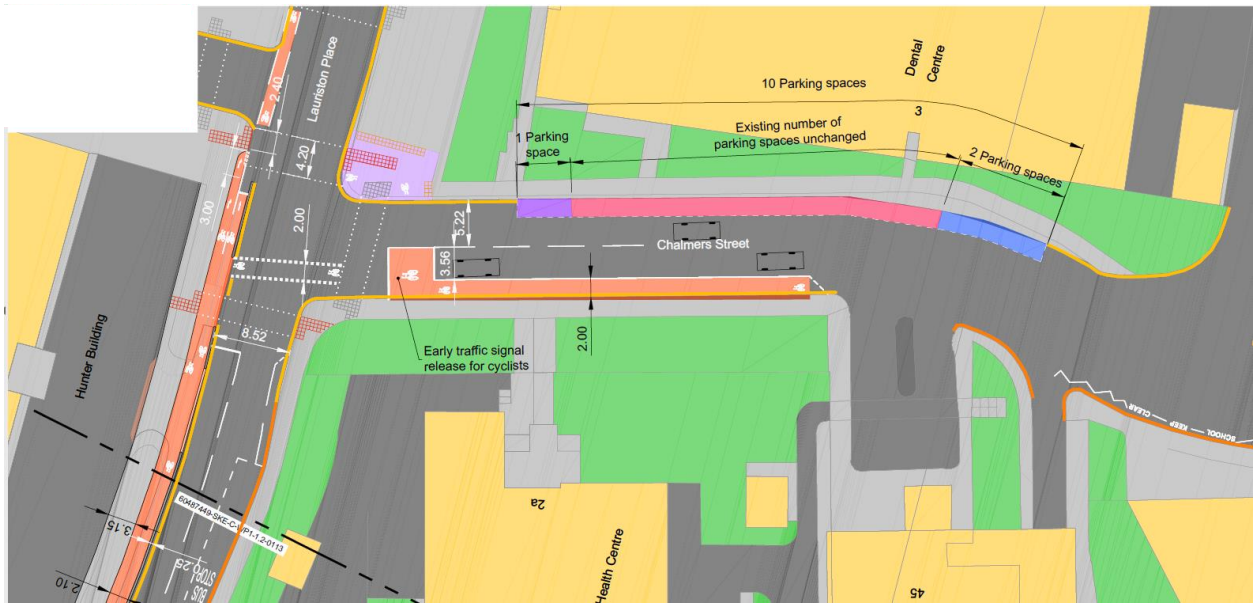 Lauriston Place
2.40
4.20
3.00
2.00
8.52
5.22
3.56
2.00
10 Parking spaces
Dental
Centre
3
1 Parking
space
Existing number of
parking spaces unchanged
2 Parking spaces
Chalmers Street
Early traffic signal
release for cyclists
Hunter Building
SCHOOL — KEEP — CLEAR
2a
Health Centre
45
3.15
2.10
BUS
STOP